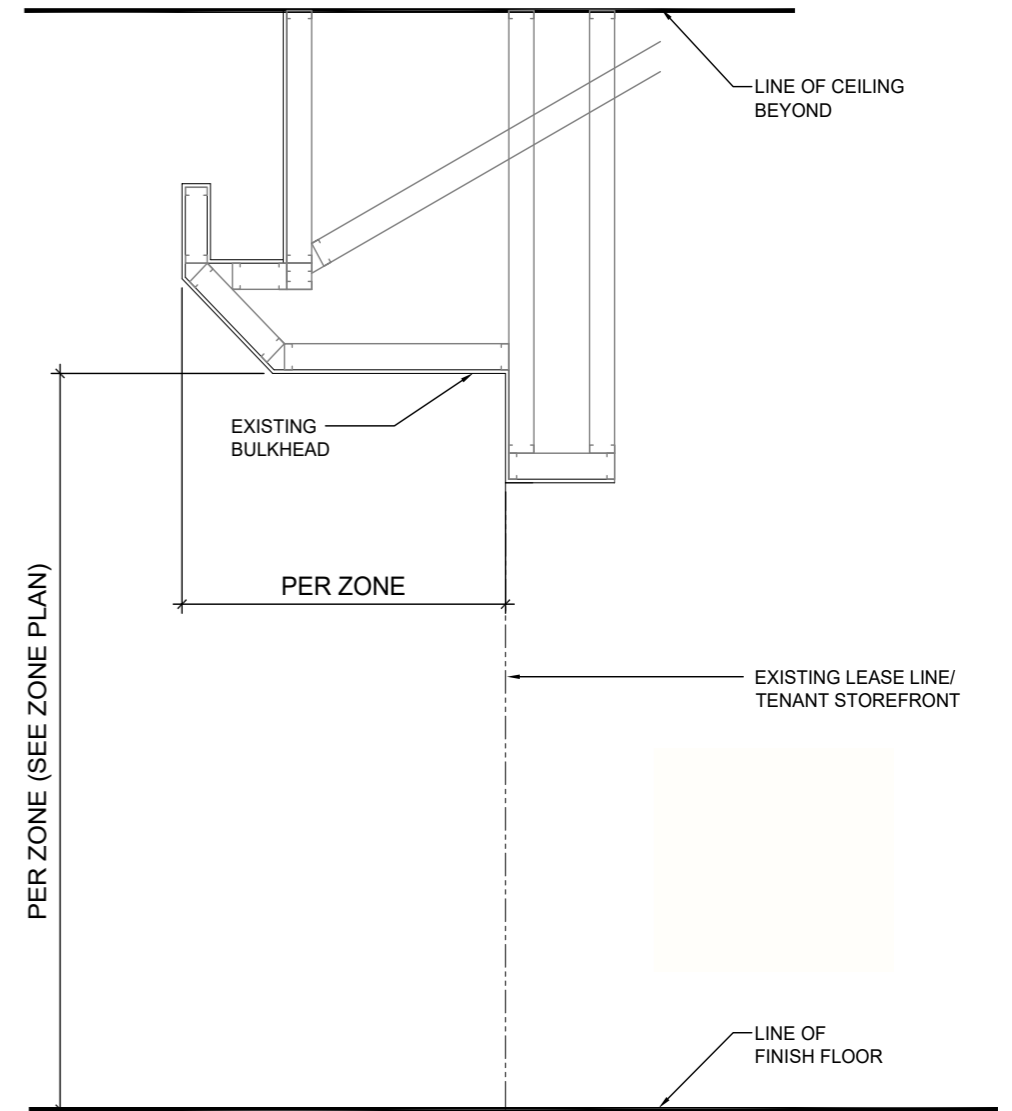 LINE OF CEILING
BEYOND
EXISTING
BULKHEAD
PER ZONE
PER ZONE (SEE ZONE PLAN)
EXISTING LEASE LINE/
TENANT STOREFRONT
LINE OF
FINISH FLOOR